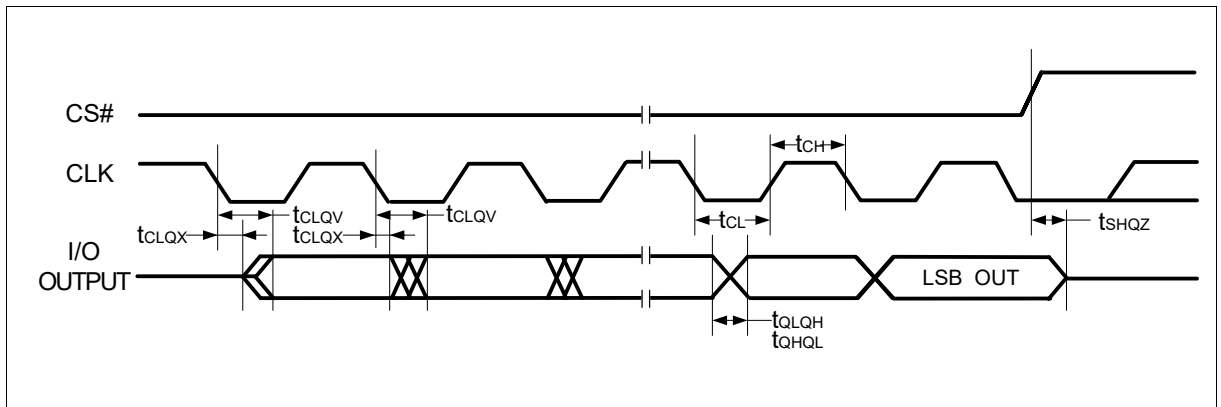 CS#
tCH
CLK
tCLQV
tCLQV
tCL
tSHQZ
tCLQX
tCLQX
I/O
OUTPUT
LSB OUT
tQLQH
tQHQL